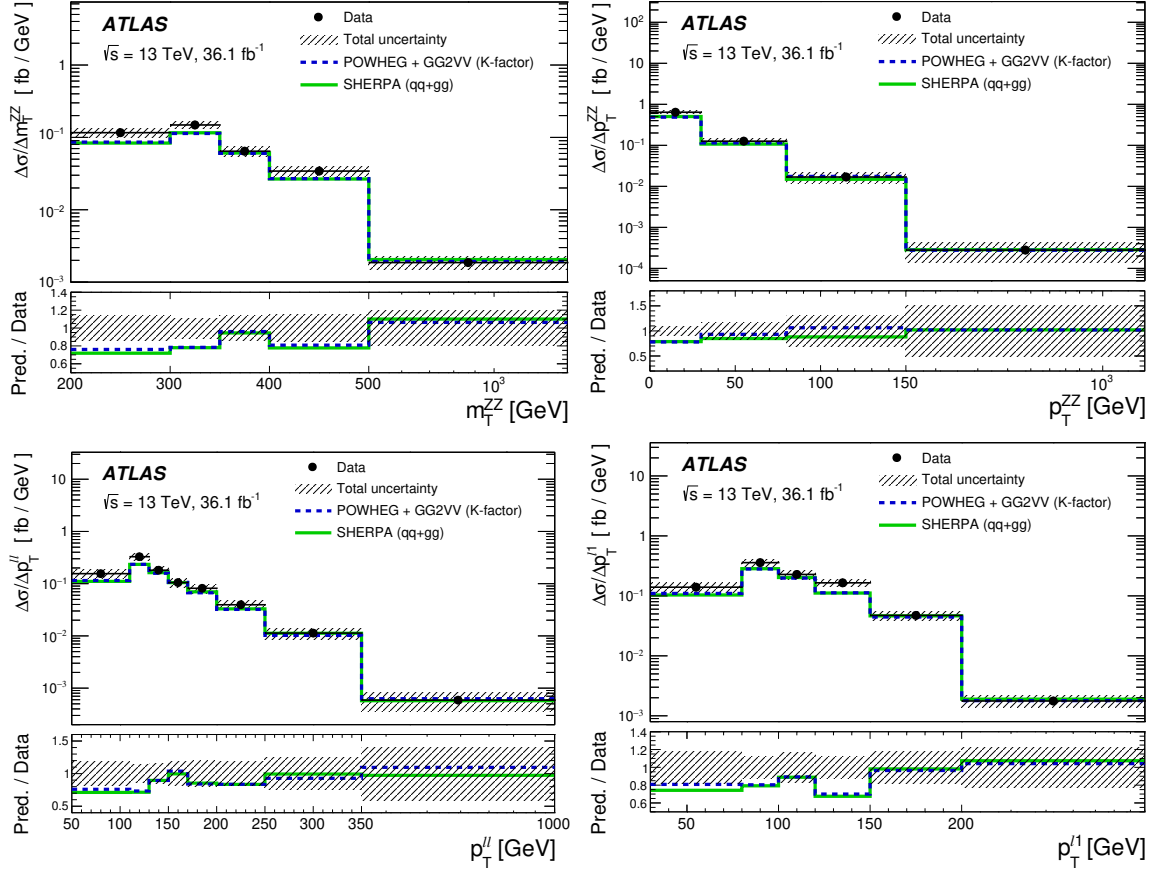 ATLAS
√s = 13 TeV, 36.1 fb⁻¹
Data
Total uncertainty
POWHEG + GG2VV (K-factor)
SHERPA (qq+gg)
Δσ/Δm_T^ZZ [ fb / GeV ]
1
10⁻¹
10⁻²
10⁻³
Pred. / Data
1.4
1.2
1
0.8
0.6
200 300 400 500 10³
m_T^ZZ [GeV]
ATLAS
√s = 13 TeV, 36.1 fb⁻¹
Data
Total uncertainty
POWHEG + GG2VV (K-factor)
SHERPA (qq+gg)
Δσ/Δp_T^ZZ [ fb / GeV ]
10²
10
1
10⁻¹
10⁻²
10⁻³
10⁻⁴
Pred. / Data
1.5
1
0.5
0 50 100 150 10³
p_T^ZZ [GeV]
ATLAS
√s = 13 TeV, 36.1 fb⁻¹
Data
Total uncertainty
POWHEG + GG2VV (K-factor)
SHERPA (qq+gg)
Δσ/Δp_T^ll [ fb / GeV ]
10
1
10⁻¹
10⁻²
10⁻³
Pred. / Data
1.5
1
0.5
50 100 150 200 250 300 350 1000
p_T^ll [GeV]
ATLAS
√s = 13 TeV, 36.1 fb⁻¹
Data
Total uncertainty
POWHEG + GG2VV (K-factor)
SHERPA (qq+gg)
Δσ/Δp_T^l1 [ fb / GeV ]
10
1
10⁻¹
10⁻²
10⁻³
Pred. / Data
1.4
1.2
1
0.8
0.6
50 100 150 200
p_T^l1 [GeV]